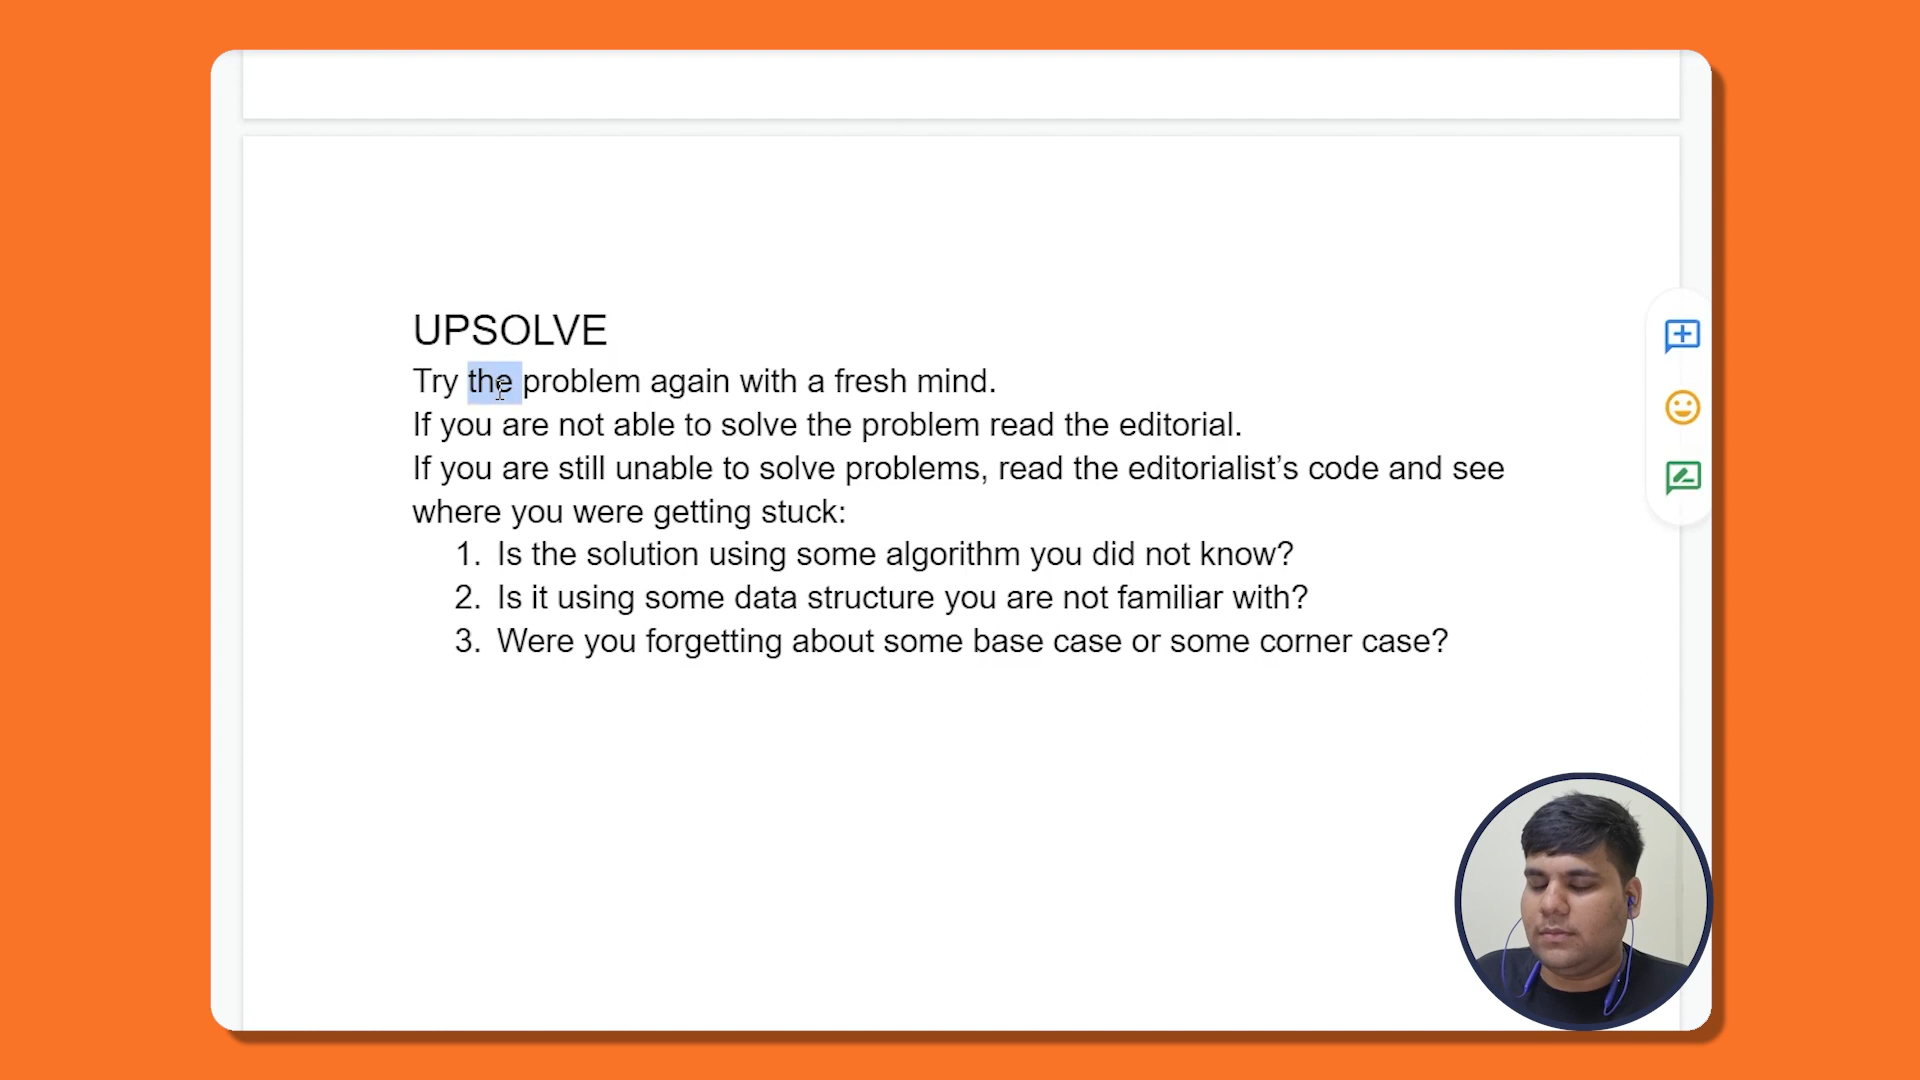 UPSOLVE
Try the problem again with a fresh mind.
If you are not able to solve the problem read the editorial.
If you are still unable to solve problems, read the editorialist’s code and see
where you were getting stuck:
1. Is the solution using some algorithm you did not know?
2. Is it using some data structure you are not familiar with?
3. Were you forgetting about some base case or some corner case?